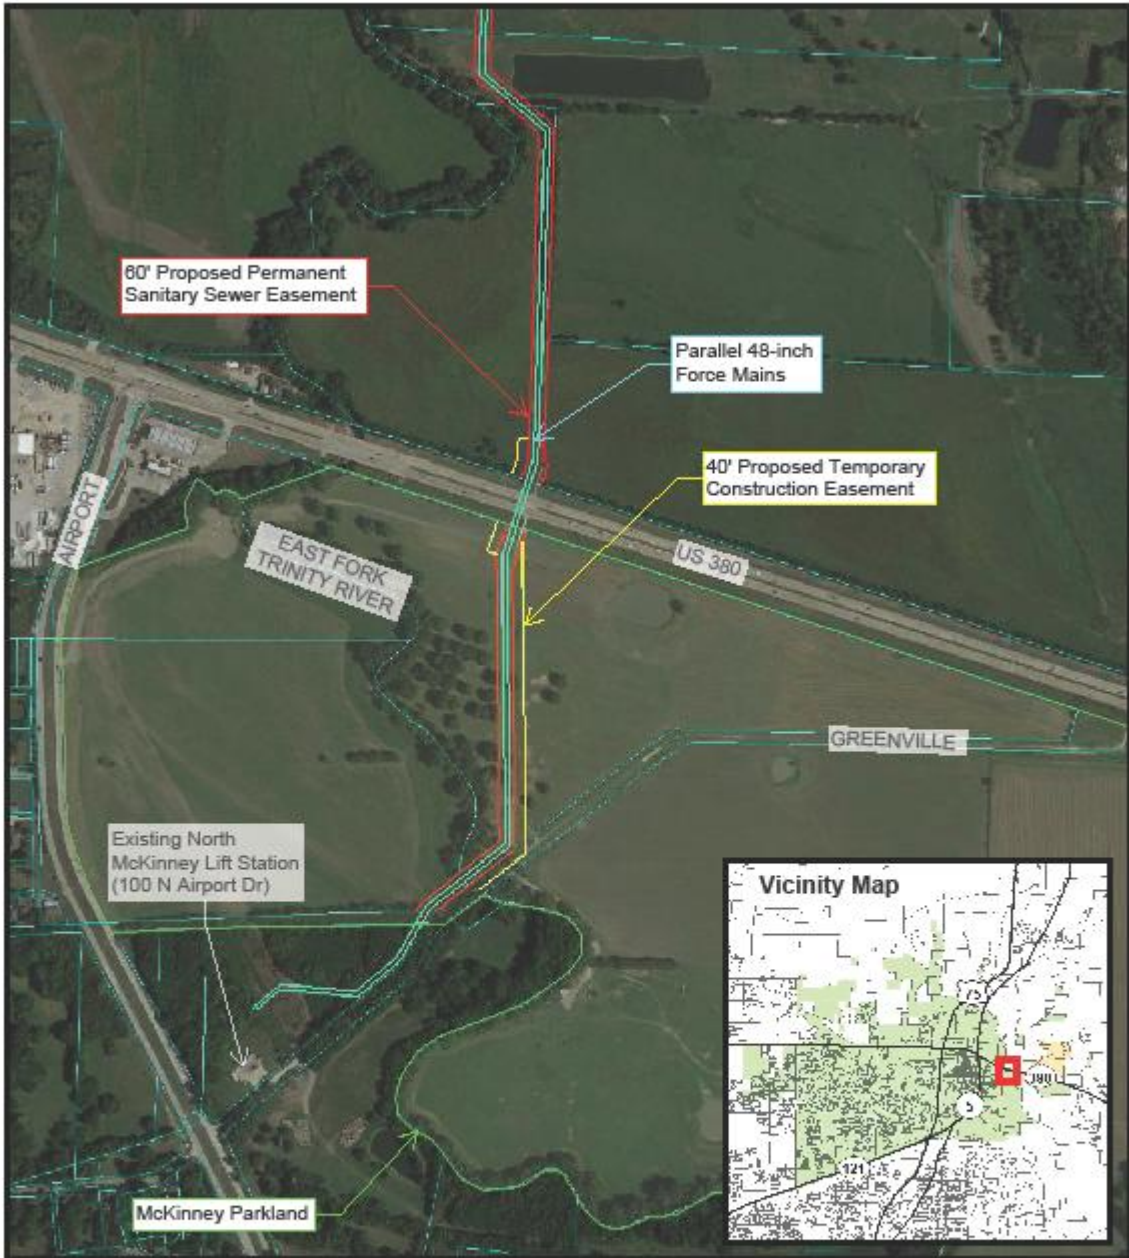 60' Proposed Permanent
Sanitary Sewer Easement
Parallel 48-inch
Force Mains
40' Proposed Temporary
Construction Easement
AIRPORT
EAST FORK
TRINITY RIVER
US 380
GREENVILLE
Existing North
McKinney Lift Station
(100 N Airport Dr)
McKinney Parkland
Vicinity Map
75
380
5
121